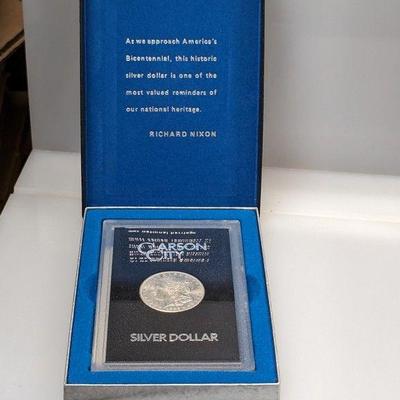 As we approach America's
Bicentennial, this historic
silver dollar is one of the
most valued reminders of
our national heritage.
RICHARD NIXON
CARSON
CITY
SILVER DOLLAR